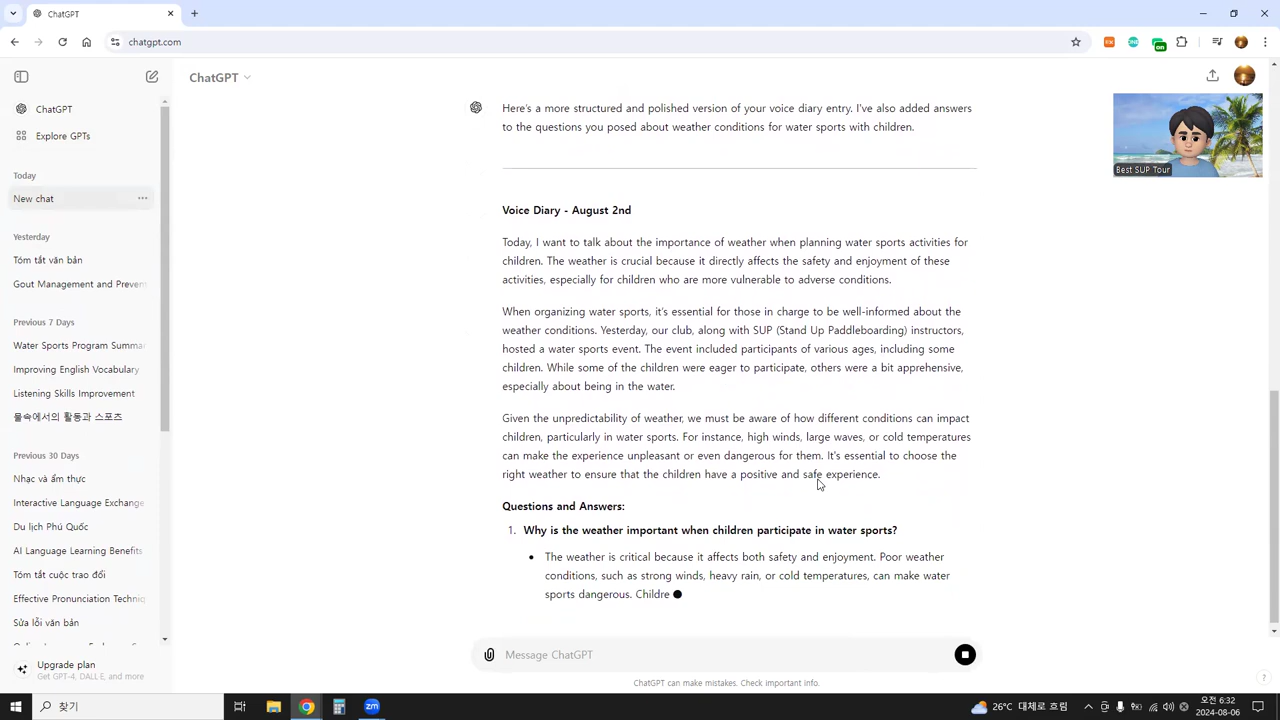 ChatGPT
chatgpt.com
ChatGPT
ChatGPT
Explore GPTs
Today
New chat
Yesterday
Tóm tắt văn bản
Gout Management and Preven
Previous 7 Days
Water Sports Program Summar
Improving English Vocabulary
Listening Skills Improvement
물속에서의 활동과 스포즈
Previous 30 Days
Nhạc và ẩm thực
Interactive Language Exchange
Du lịch Phú Quốc
AI Language Learning Benefits
Tóm tắt cuộc trao đổi
Effective Pronunciation Techniq
Sửa lỗi văn bản
Upgrade plan
Get GPT-4, DALL·E, and more
Here's a more structured and polished version of your voice diary entry. I've also added answers
to the questions you posed about weather conditions for water sports with children.
Best SUP Tour
Voice Diary - August 2nd
Today, I want to talk about the importance of weather when planning water sports activities for
children. The weather is crucial because it directly affects the safety and enjoyment of these
activities, especially for children who are more vulnerable to adverse conditions.
When organizing water sports, it's essential for those in charge to be well-informed about the
weather conditions. Yesterday, our club, along with SUP (Stand Up Paddleboarding) instructors,
hosted a water sports event. The event included participants of various ages, including some
children. While some of the children were eager to participate, others were a bit apprehensive,
especially about being in the water.
Given the unpredictability of weather, we must be aware of how different conditions can impact
children, particularly in water sports. For instance, high winds, large waves, or cold temperatures
can make the experience unpleasant or even dangerous for them. It's essential to choose the
right weather to ensure that the children have a positive and safe experience.
Questions and Answers:
1. Why is the weather important when children participate in water sports?
• The weather is critical because it affects both safety and enjoyment. Poor weather
conditions, such as strong winds, heavy rain, or cold temperatures, can make water
sports dangerous. Childre
Message ChatGPT
ChatGPT can make mistakes. Check important info.
?
찾기
26°C 대체로 흐림
오전 6:32
2024-08-06